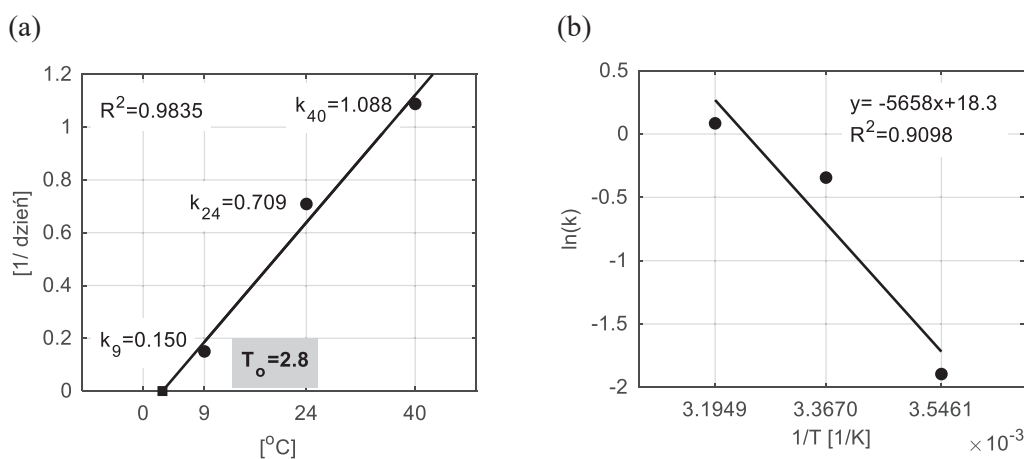 (a)
1.2
1
0.8
0.6
0.4
0.2
0
[1/ dzień]
R²=0.9835
k₄₀=1.088
k₂₄=0.709
k₉=0.150
Tₒ=2.8
0 9 24 40
[°C]
(b)
0.5
0
-0.5
-1
-1.5
-2
ln(k)
y= -5658x+18.3
R²=0.9098
3.1949 3.3670 3.5461
1/T [1/K]
×10⁻³